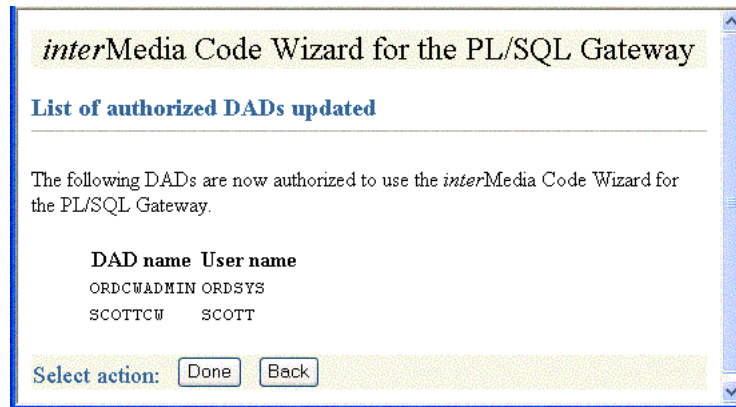 interMedia Code Wizard for the PL/SQL Gateway
List of authorized DADs updated
The following DADs are now authorized to use the interMedia Code Wizard for
the PL/SQL Gateway.
DAD name User name
ORDCWADMIN ORDSYS
SCOTTCW SCOTT
Select action: Done Back